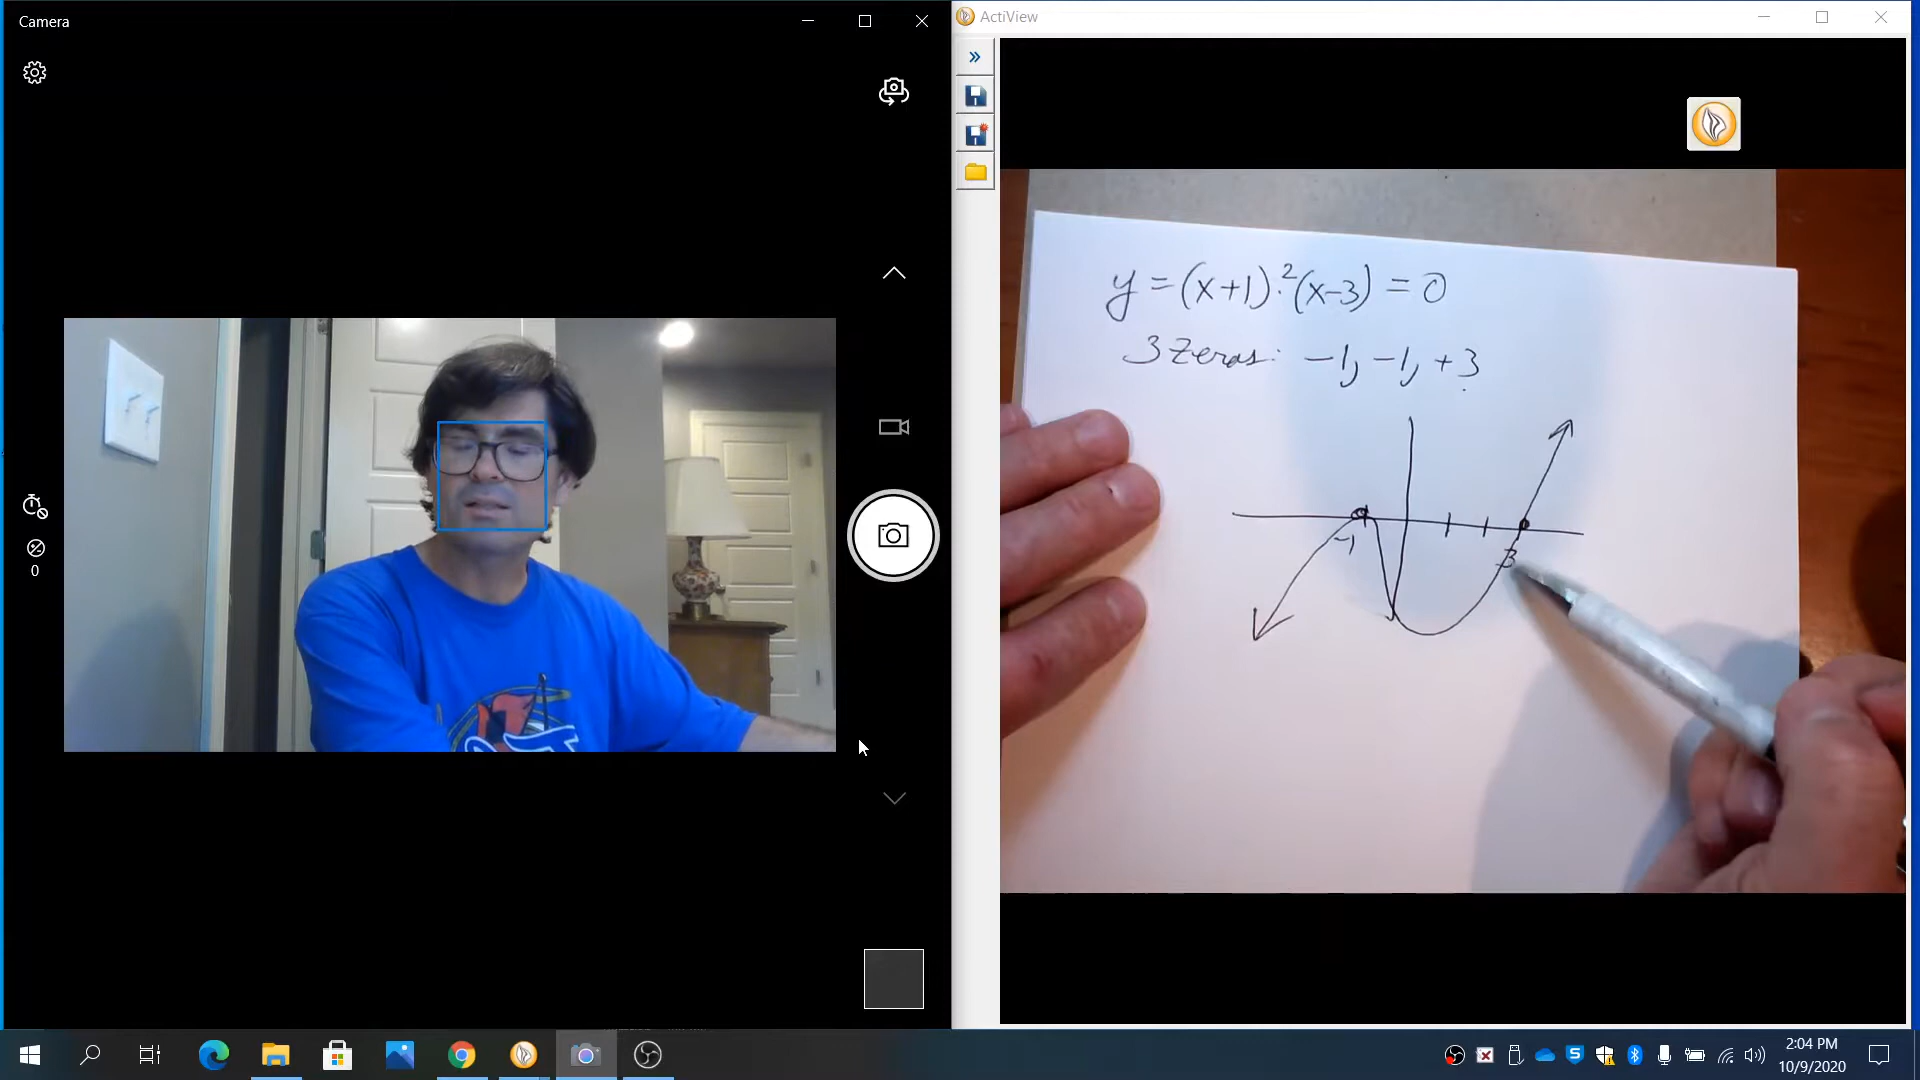 Camera
ActiView
0
y = (x+1)·²(x-3) = 0
3 Zeros: -1, -1, +3
-1
3
2:04 PM
10/9/2020